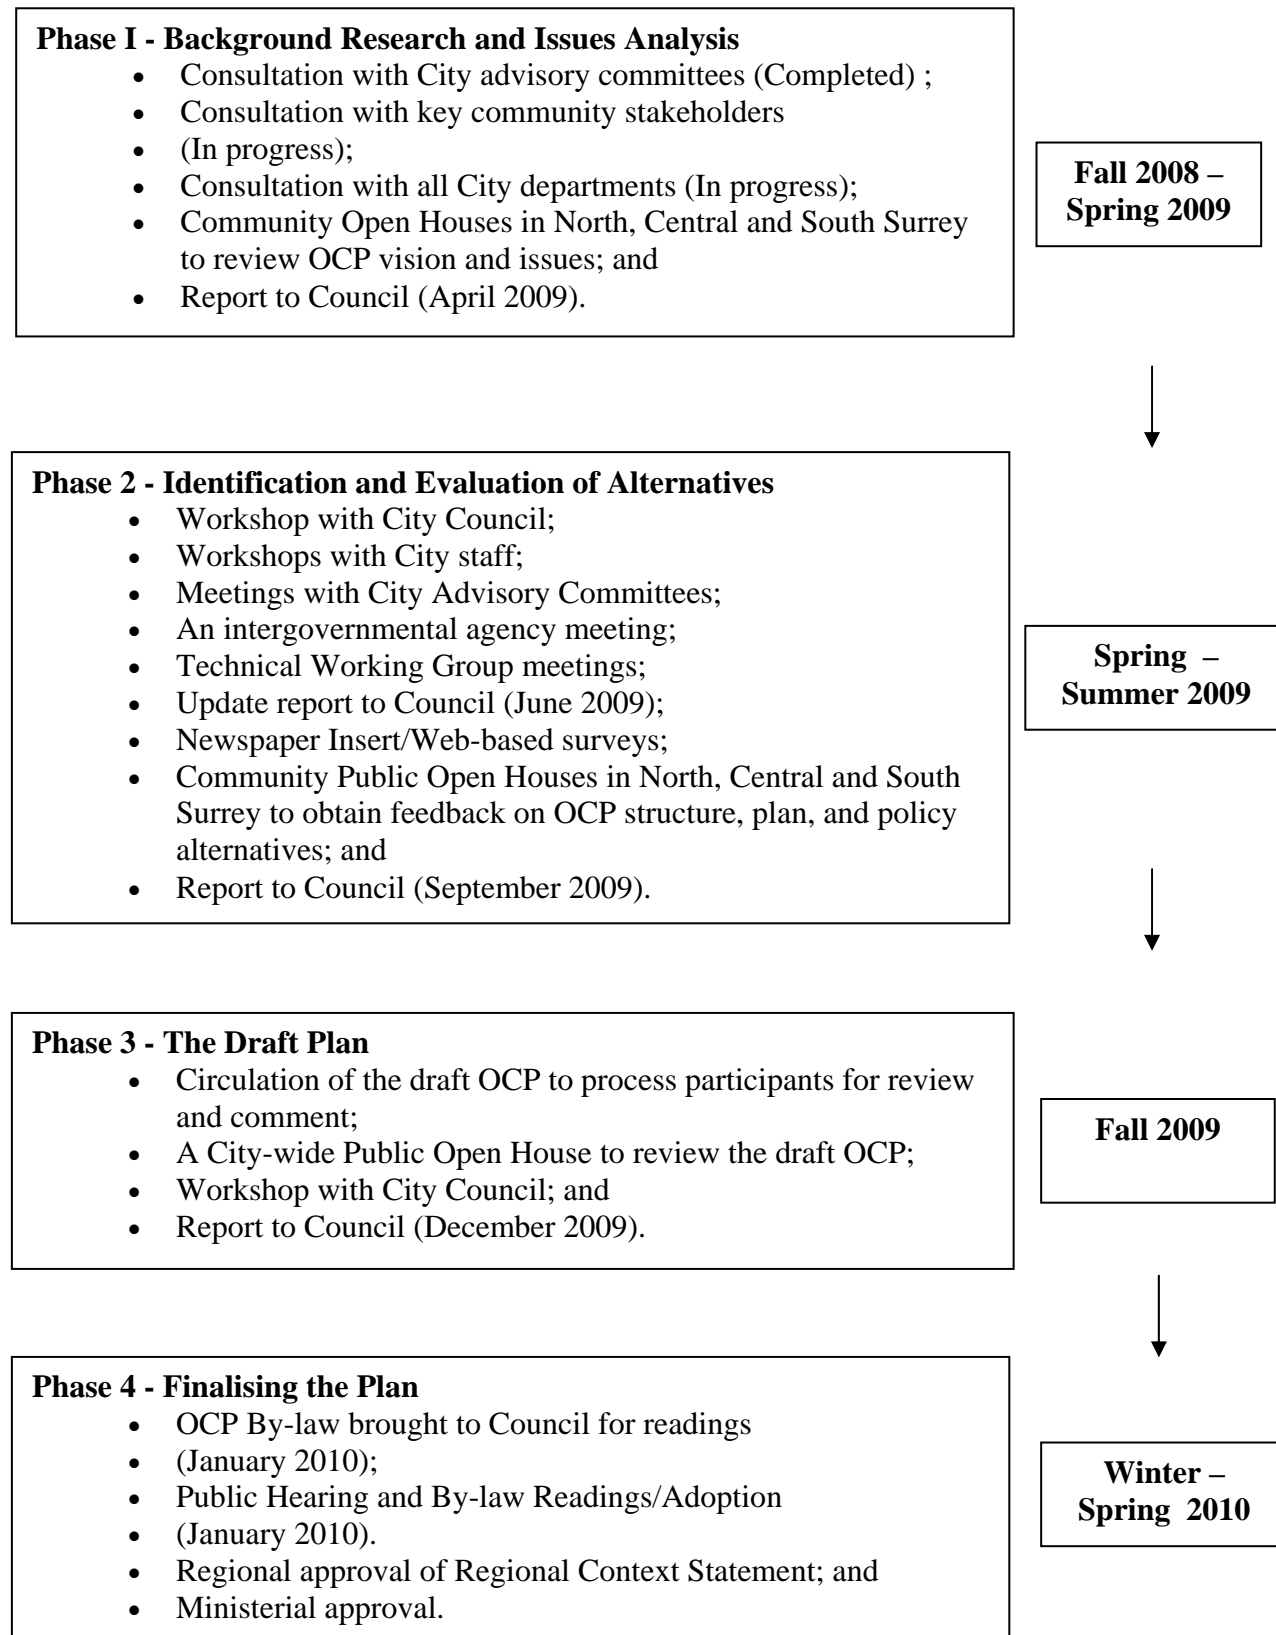 Phase I - Background Research and Issues Analysis
• Consultation with City advisory committees (Completed) ;
• Consultation with key community stakeholders
• (In progress);
• Consultation with all City departments (In progress);
• Community Open Houses in North, Central and South Surrey
to review OCP vision and issues; and
• Report to Council (April 2009).
Fall 2008 –
Spring 2009
Phase 2 - Identification and Evaluation of Alternatives
• Workshop with City Council;
• Workshops with City staff;
• Meetings with City Advisory Committees;
• An intergovernmental agency meeting;
• Technical Working Group meetings;
• Update report to Council (June 2009);
• Newspaper Insert/Web-based surveys;
• Community Public Open Houses in North, Central and South
Surrey to obtain feedback on OCP structure, plan, and policy
alternatives; and
• Report to Council (September 2009).
Spring –
Summer 2009
Phase 3 - The Draft Plan
• Circulation of the draft OCP to process participants for review
and comment;
• A City-wide Public Open House to review the draft OCP;
• Workshop with City Council; and
• Report to Council (December 2009).
Fall 2009
Phase 4 - Finalising the Plan
• OCP By-law brought to Council for readings
• (January 2010);
• Public Hearing and By-law Readings/Adoption
• (January 2010).
• Regional approval of Regional Context Statement; and
• Ministerial approval.
Winter –
Spring 2010